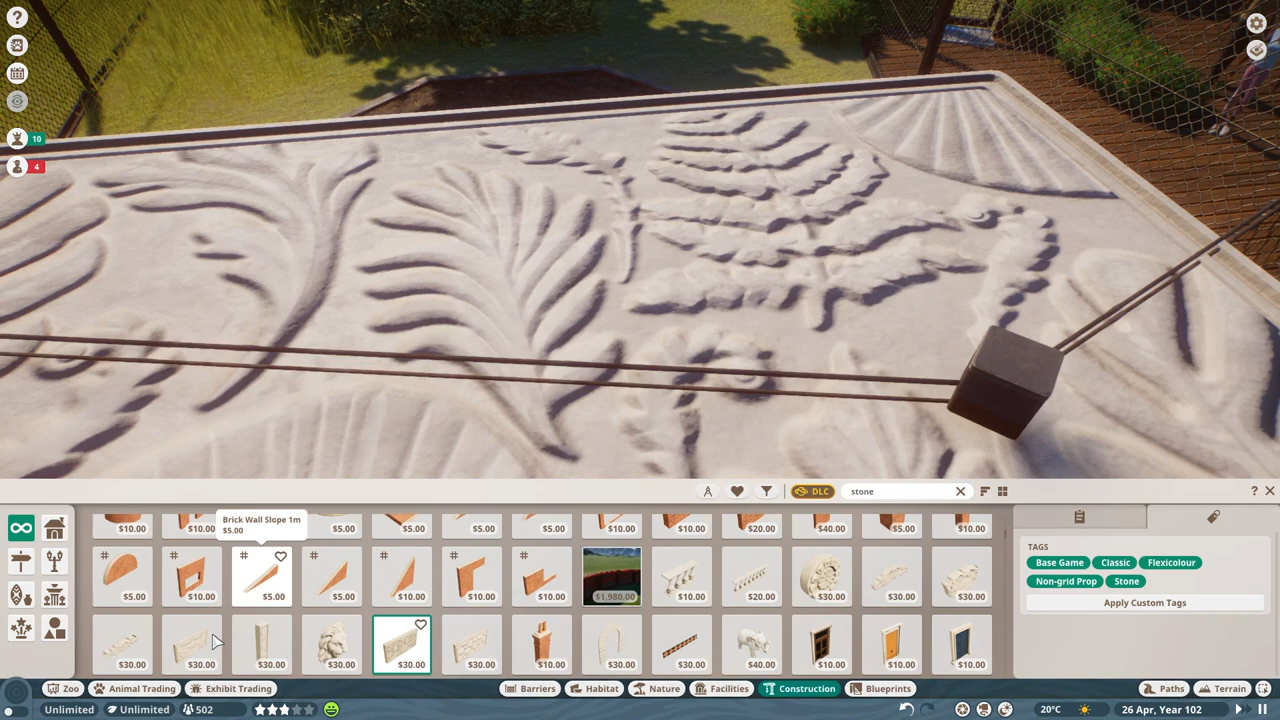 ?
10
4
DLC
stone
? 
Brick Wall Slope 1m
$5.00
$10.00
$10.00
$5.00
$5.00
$5.00
$5.00
$10.00
$10.00
$20.00
$40.00
$5.00
$10.00
# $5.00
# $10.00
# $5.00
# $5.00
# $10.00
# $10.00
# $10.00
$1,980.00
$10.00
$20.00
$30.00
$30.00
$30.00
$30.00
$30.00
$30.00
$30.00
$30.00
$30.00
$10.00
$30.00
$30.00
$40.00
$10.00
$10.00
$10.00
TAGS
Base Game
Classic
Flexicolour
Non-grid Prop
Stone
Apply Custom Tags
Zoo
Animal Trading
Exhibit Trading
Barriers
Habitat
Nature
Facilities
Construction
Blueprints
Paths
Terrain
Unlimited
Unlimited
502
20°C
26 Apr, Year 102